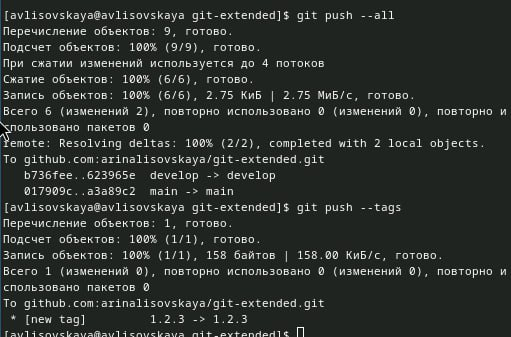 [avlisovskaya@avlisovskaya git-extended]$ git push --all
Перечисление объектов: 9, готово.
Подсчет объектов: 100% (9/9), готово.
При сжатии изменений используется до 4 потоков
Сжатие объектов: 100% (6/6), готово.
Запись объектов: 100% (6/6), 2.75 КиБ | 2.75 МиБ/с, готово.
Всего 6 (изменений 2), повторно использовано 0 (изменений 0), повторно и
спользовано пакетов 0
remote: Resolving deltas: 100% (2/2), completed with 2 local objects.
To github.com:arinalisovskaya/git-extended.git
   b736fee..623965e  develop -> develop
   017909c..a3a89c2  main -> main
[avlisovskaya@avlisovskaya git-extended]$ git push --tags
Перечисление объектов: 1, готово.
Подсчет объектов: 100% (1/1), готово.
Запись объектов: 100% (1/1), 158 байтов | 158.00 КиБ/с, готово.
Всего 1 (изменений 0), повторно использовано 0 (изменений 0), повторно и
спользовано пакетов 0
To github.com:arinalisovskaya/git-extended.git
 * [new tag]         1.2.3 -> 1.2.3
[avlisovskaya@avlisovskaya git-extended]$